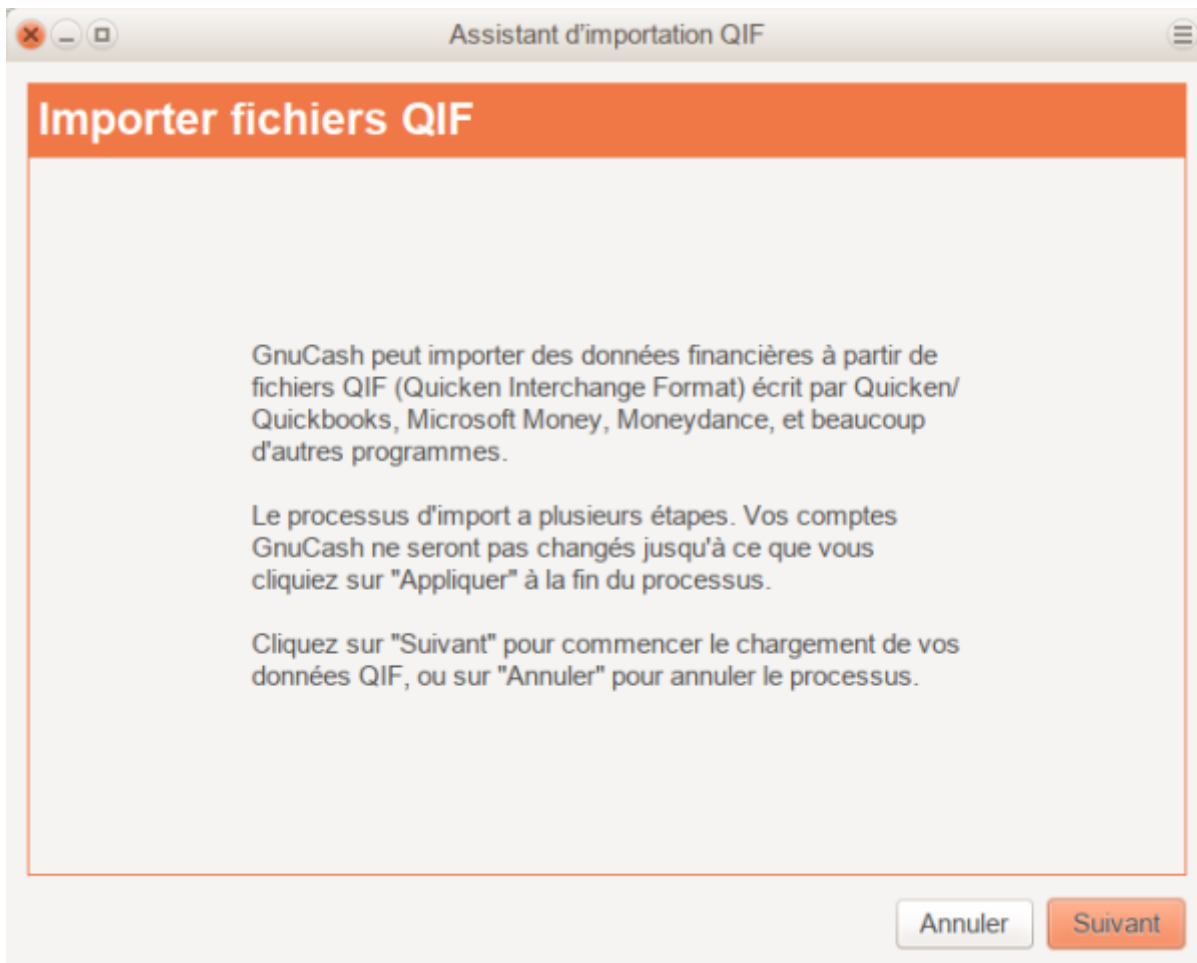 Assistant d'importation QIF
Importer fichiers QIF
GnuCash peut importer des données financières à partir de
fichiers QIF (Quicken Interchange Format) écrit par Quicken/
Quickbooks, Microsoft Money, Moneydance, et beaucoup
d'autres programmes.
Le processus d'import a plusieurs étapes. Vos comptes
GnuCash ne seront pas changés jusqu'à ce que vous
cliquiez sur "Appliquer" à la fin du processus.
Cliquez sur "Suivant" pour commencer le chargement de vos
données QIF, ou sur "Annuler" pour annuler le processus.
Annuler
Suivant